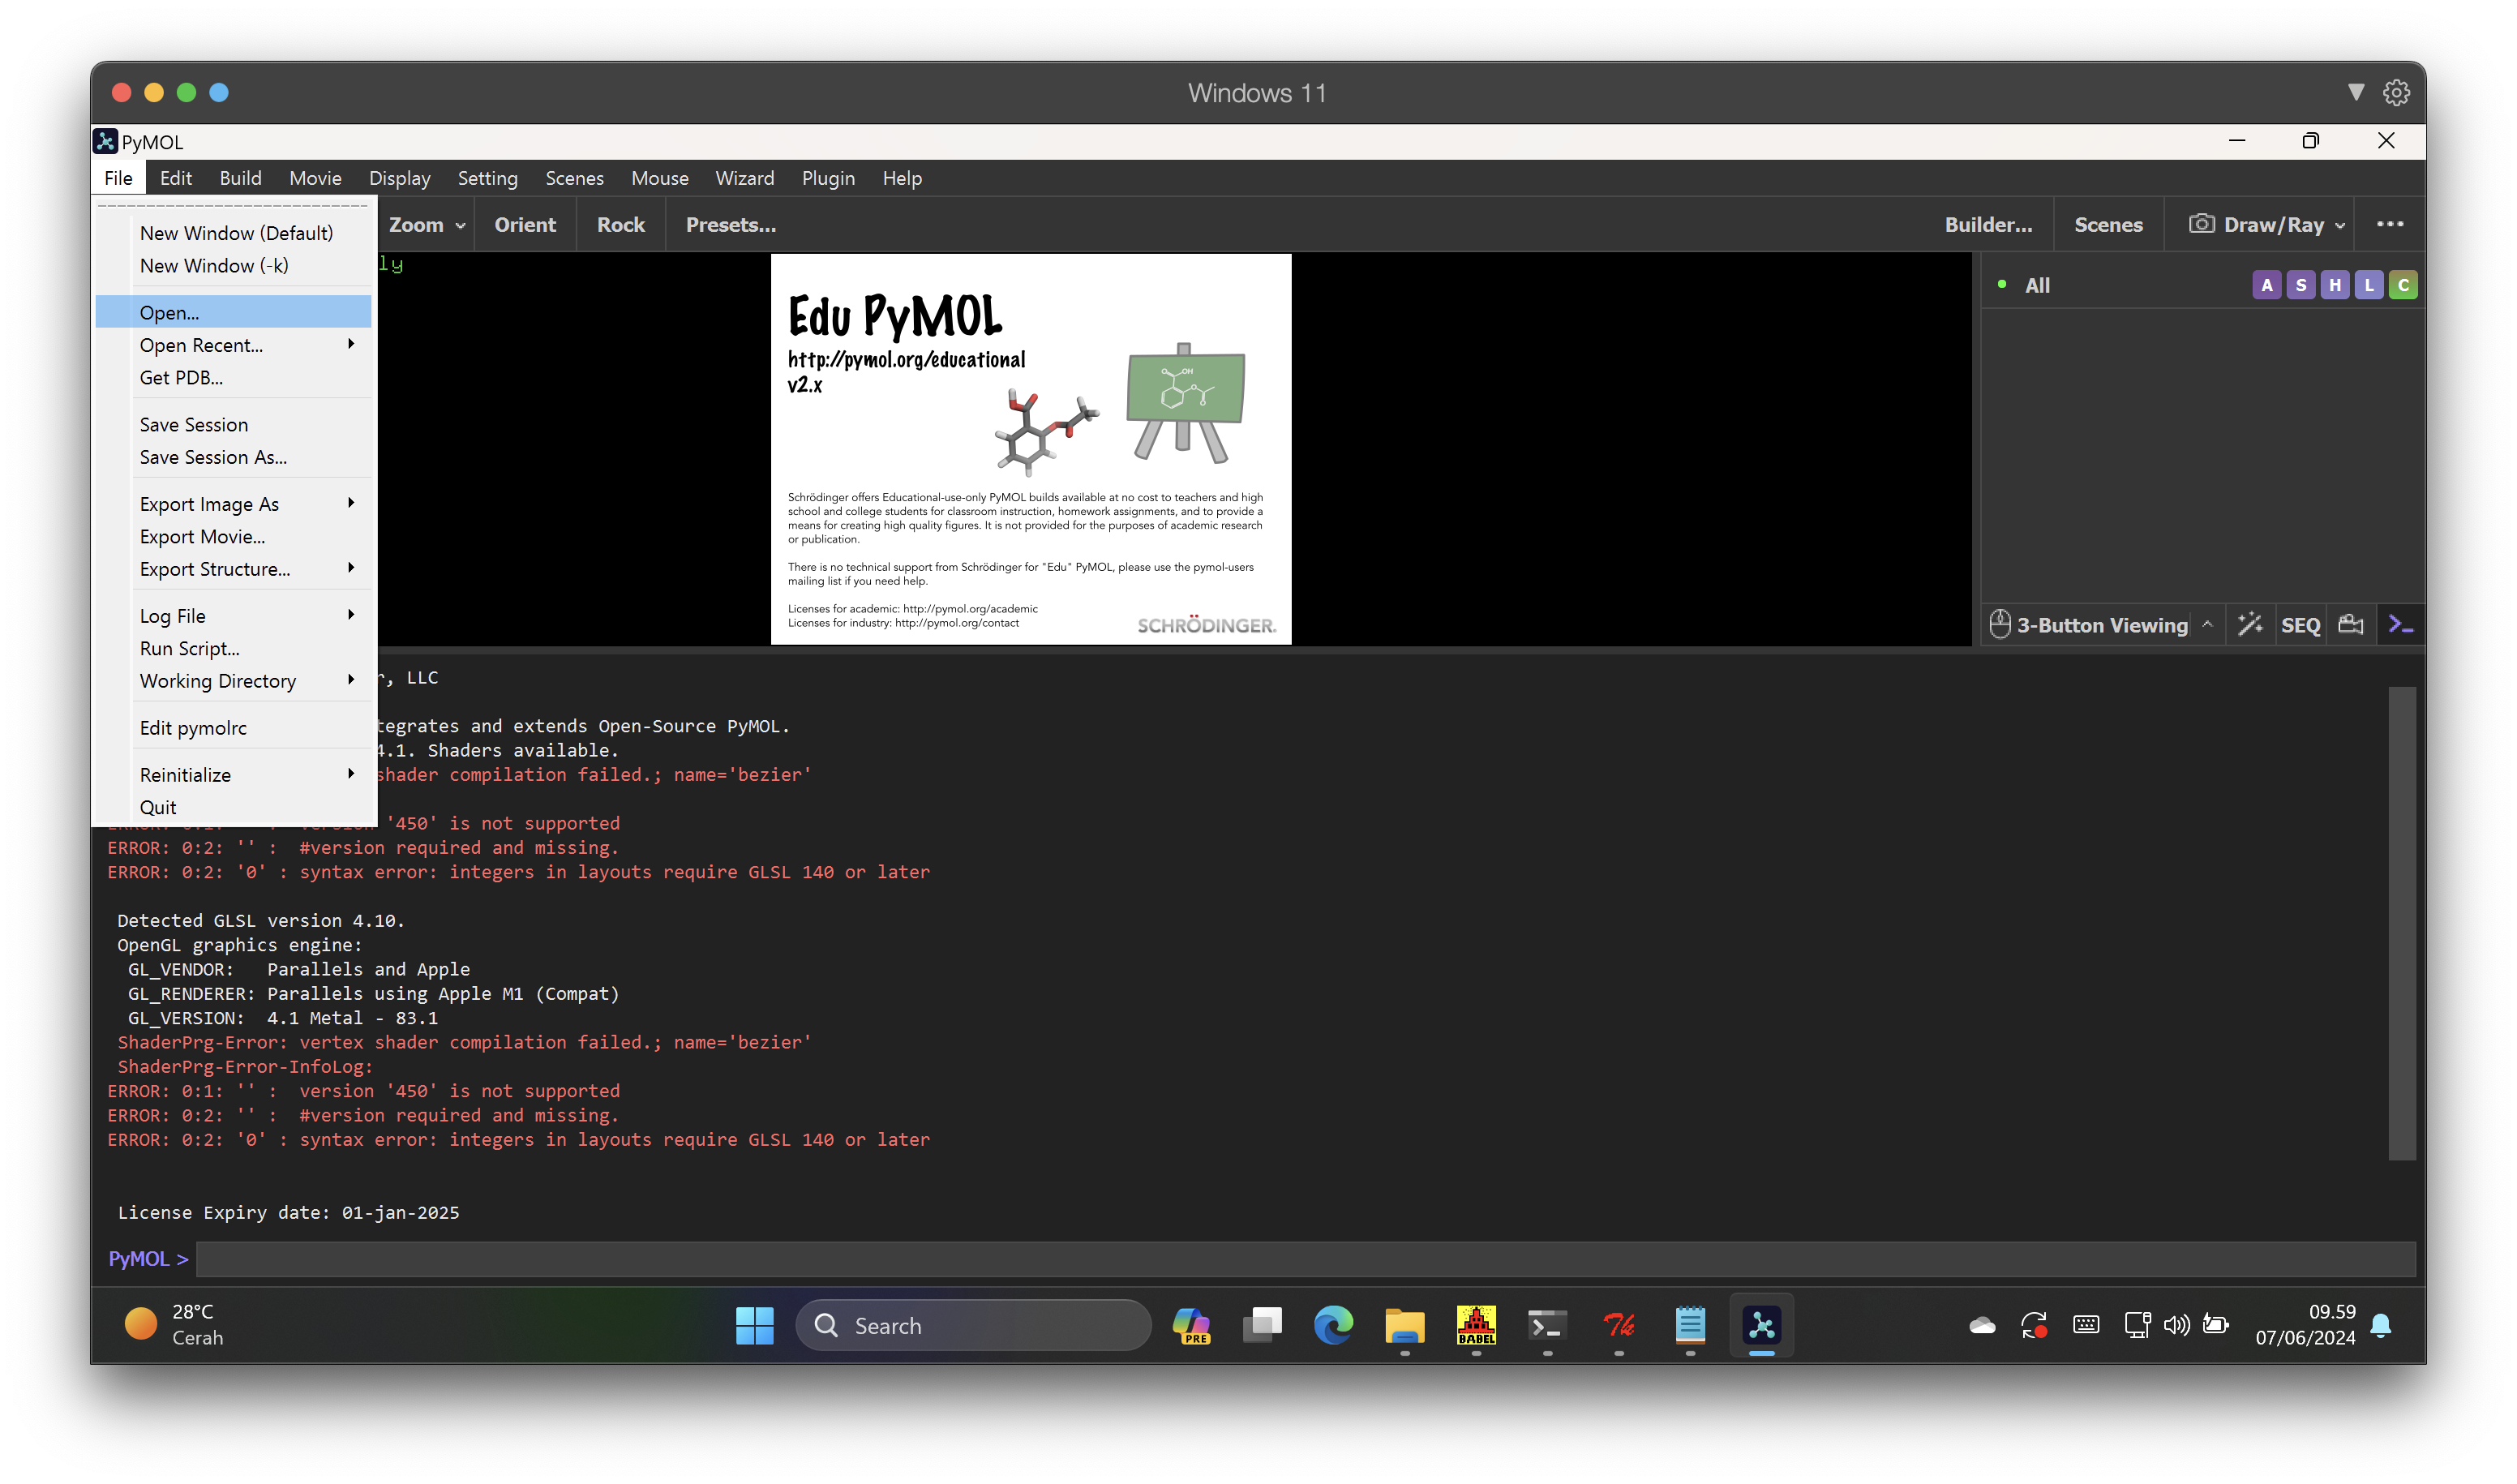 Windows 11
PyMOL
File Edit Build Movie Display Setting Scenes Mouse Wizard Plugin Help
Zoom Orient Rock Presets... Builder... Scenes Draw/Ray
New Window (Default)
New Window (-k)
Open...
Open Recent...
Get PDB...
Save Session
Save Session As...
Export Image As
Export Movie...
Export Structure...
Log File
Run Script...
Working Directory
Edit pymolrc
Reinitialize
Quit
ly
Edu PyMOL
http://pymol.org/educational
v2.x
OH
O
O
O
Schrödinger offers Educational-use-only PyMOL builds available at no cost to teachers and high
school and college students for classroom instruction, homework assignments, and to provide a
means for creating high quality figures. It is not provided for the purposes of academic research
or publication.
There is no technical support from Schrödinger for "Edu" PyMOL, please use the pymol-users
mailing list if you need help.
Licenses for academic: http://pymol.org/academic
Licenses for industry: http://pymol.org/contact
SCHRÖDINGER.
All A S H L C
3-Button Viewing SEQ
, LLC
tegrates and extends Open-Source PyMOL.
4.1. Shaders available.
shader compilation failed.; name='bezier'
'450' is not supported
ERROR: 0:2: '' :  #version required and missing.
ERROR: 0:2: '0' : syntax error: integers in layouts require GLSL 140 or later
Detected GLSL version 4.10.
OpenGL graphics engine:
GL_VENDOR:   Parallels and Apple
GL_RENDERER: Parallels using Apple M1 (Compat)
GL_VERSION:  4.1 Metal - 83.1
ShaderPrg-Error: vertex shader compilation failed.; name='bezier'
ShaderPrg-Error-InfoLog:
ERROR: 0:1: '' :  version '450' is not supported
ERROR: 0:2: '' :  #version required and missing.
ERROR: 0:2: '0' : syntax error: integers in layouts require GLSL 140 or later
License Expiry date: 01-jan-2025
PyMOL >
28°C
Cerah
Search
PRE
BABEL
Tk
09.59
07/06/2024